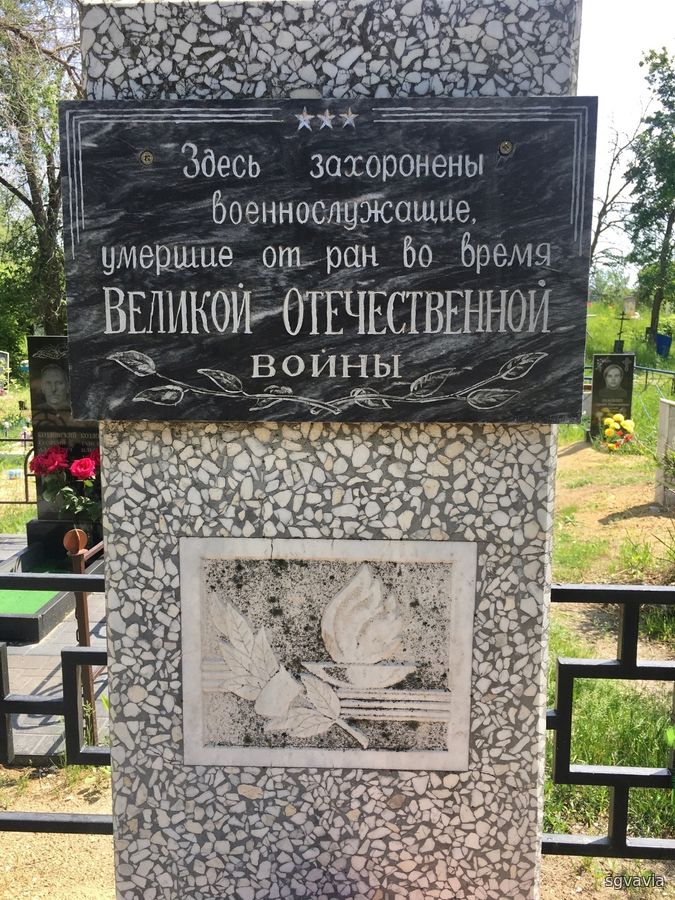 Здесь захоронены
военнослужащие,
умершие от ран во время
ВЕЛИКОЙ ОТЕЧЕСТВЕННОЙ
ВОЙНЫ
sgvavia